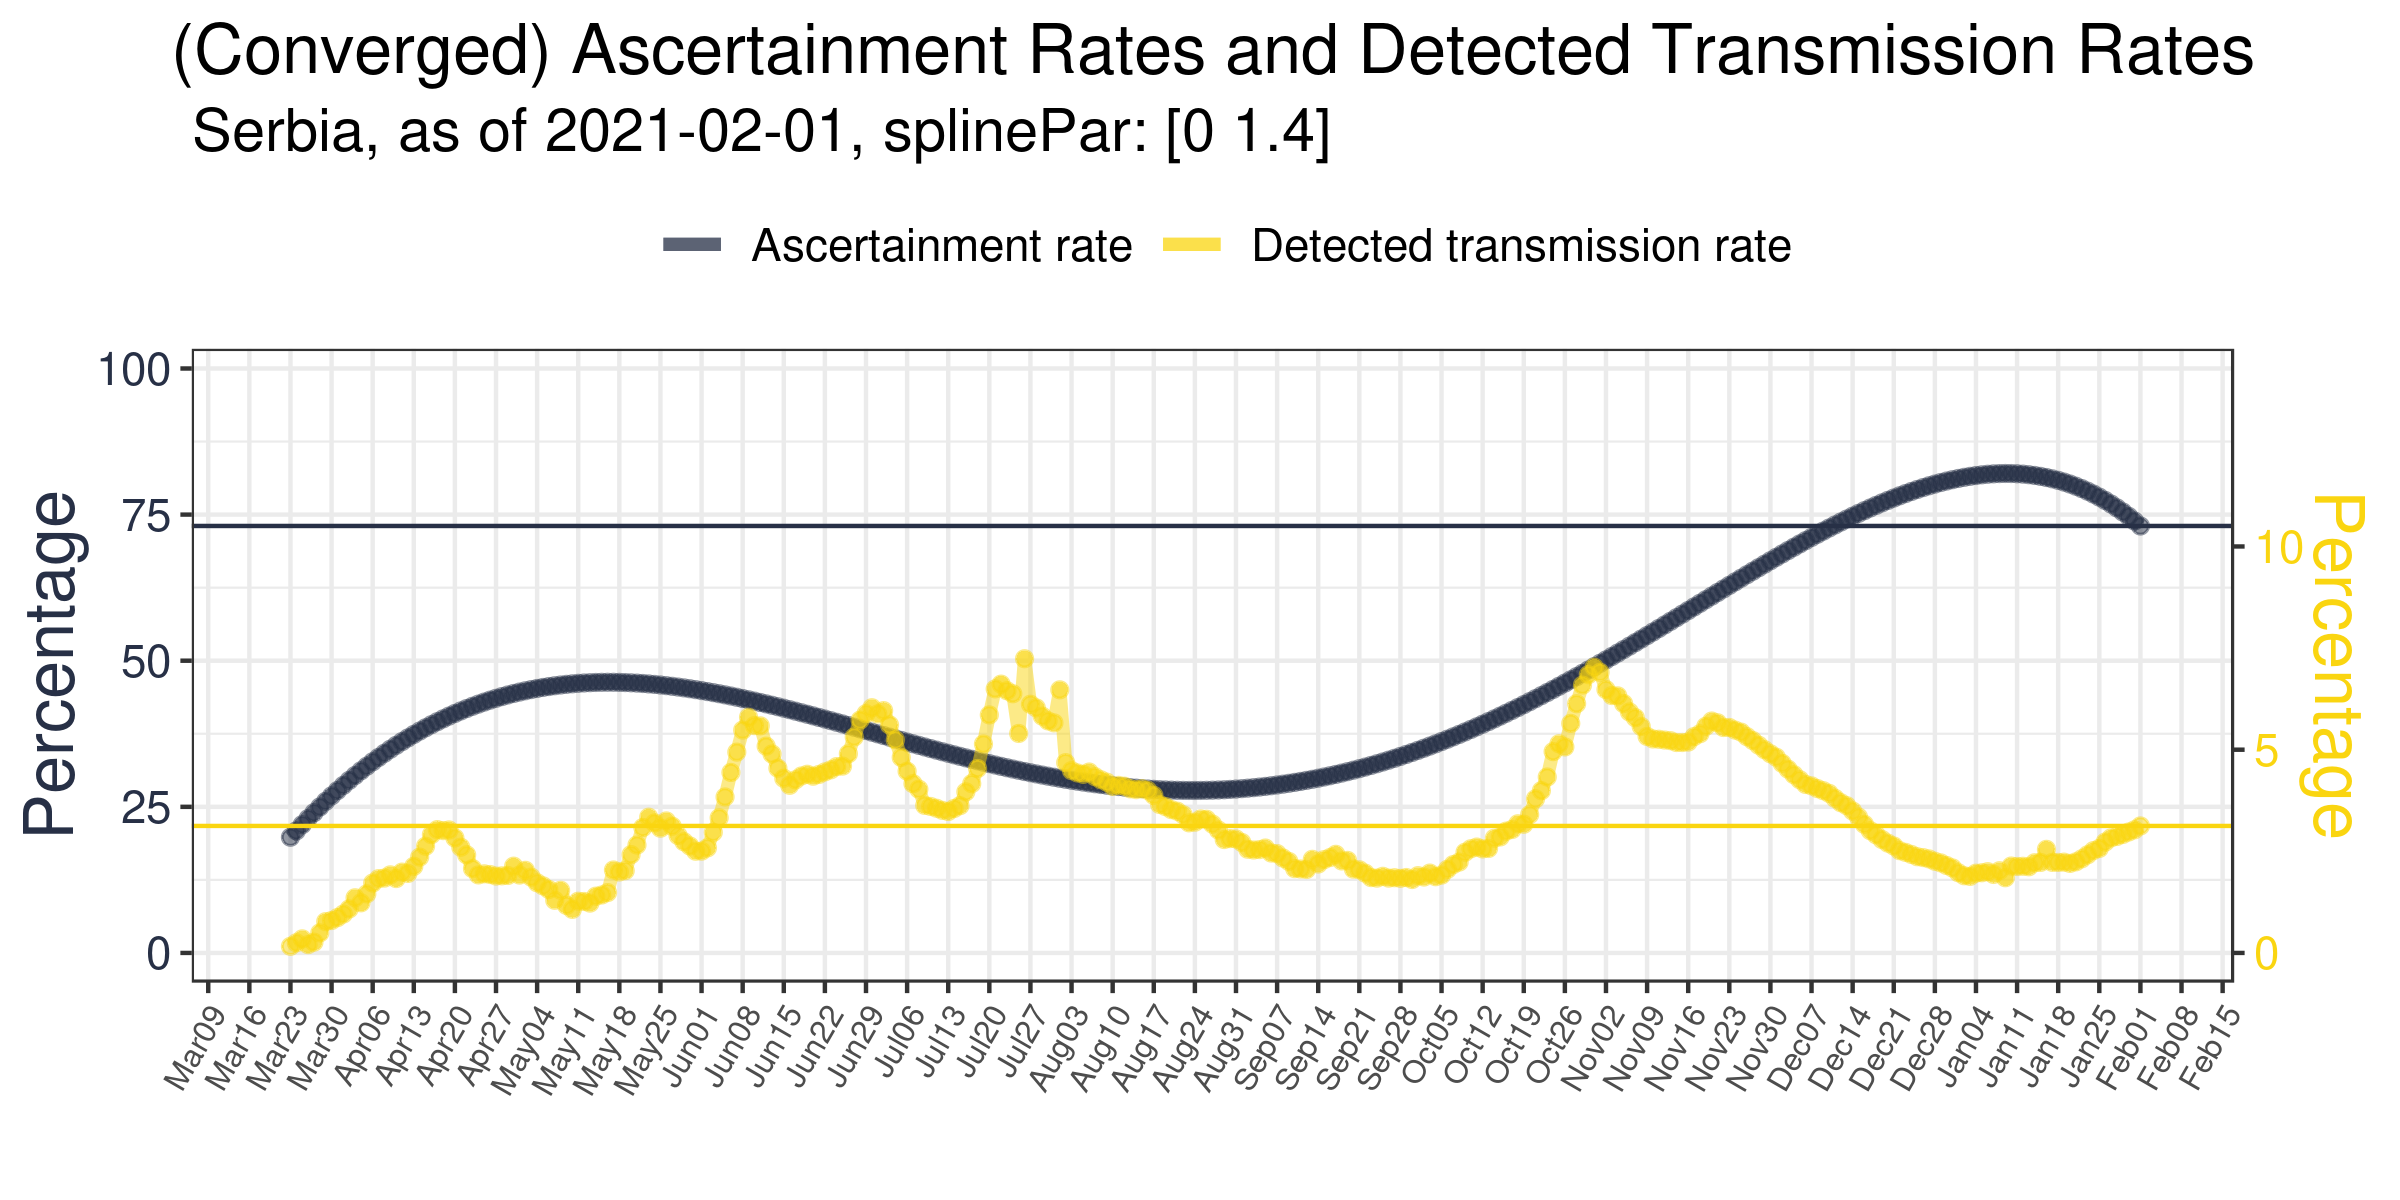 (Converged) Ascertainment Rates and Detected Transmission Rates
Serbia, as of 2021-02-01, splinePar: [0 1.4]
Ascertainment rate
Detected transmission rate
Percentage
100
75
50
25
0
10
5
0
Percentage
Mar09
Mar16
Mar23
Mar30
Apr06
Apr13
Apr20
Apr27
May04
May11
May18
May25
Jun01
Jun08
Jun15
Jun22
Jun29
Jul06
Jul13
Jul20
Jul27
Aug03
Aug10
Aug17
Aug24
Aug31
Sep07
Sep14
Sep21
Sep28
Oct05
Oct12
Oct19
Oct26
Nov02
Nov09
Nov16
Nov23
Nov30
Dec07
Dec14
Dec21
Dec28
Jan04
Jan11
Jan18
Jan25
Feb01
Feb08
Feb15